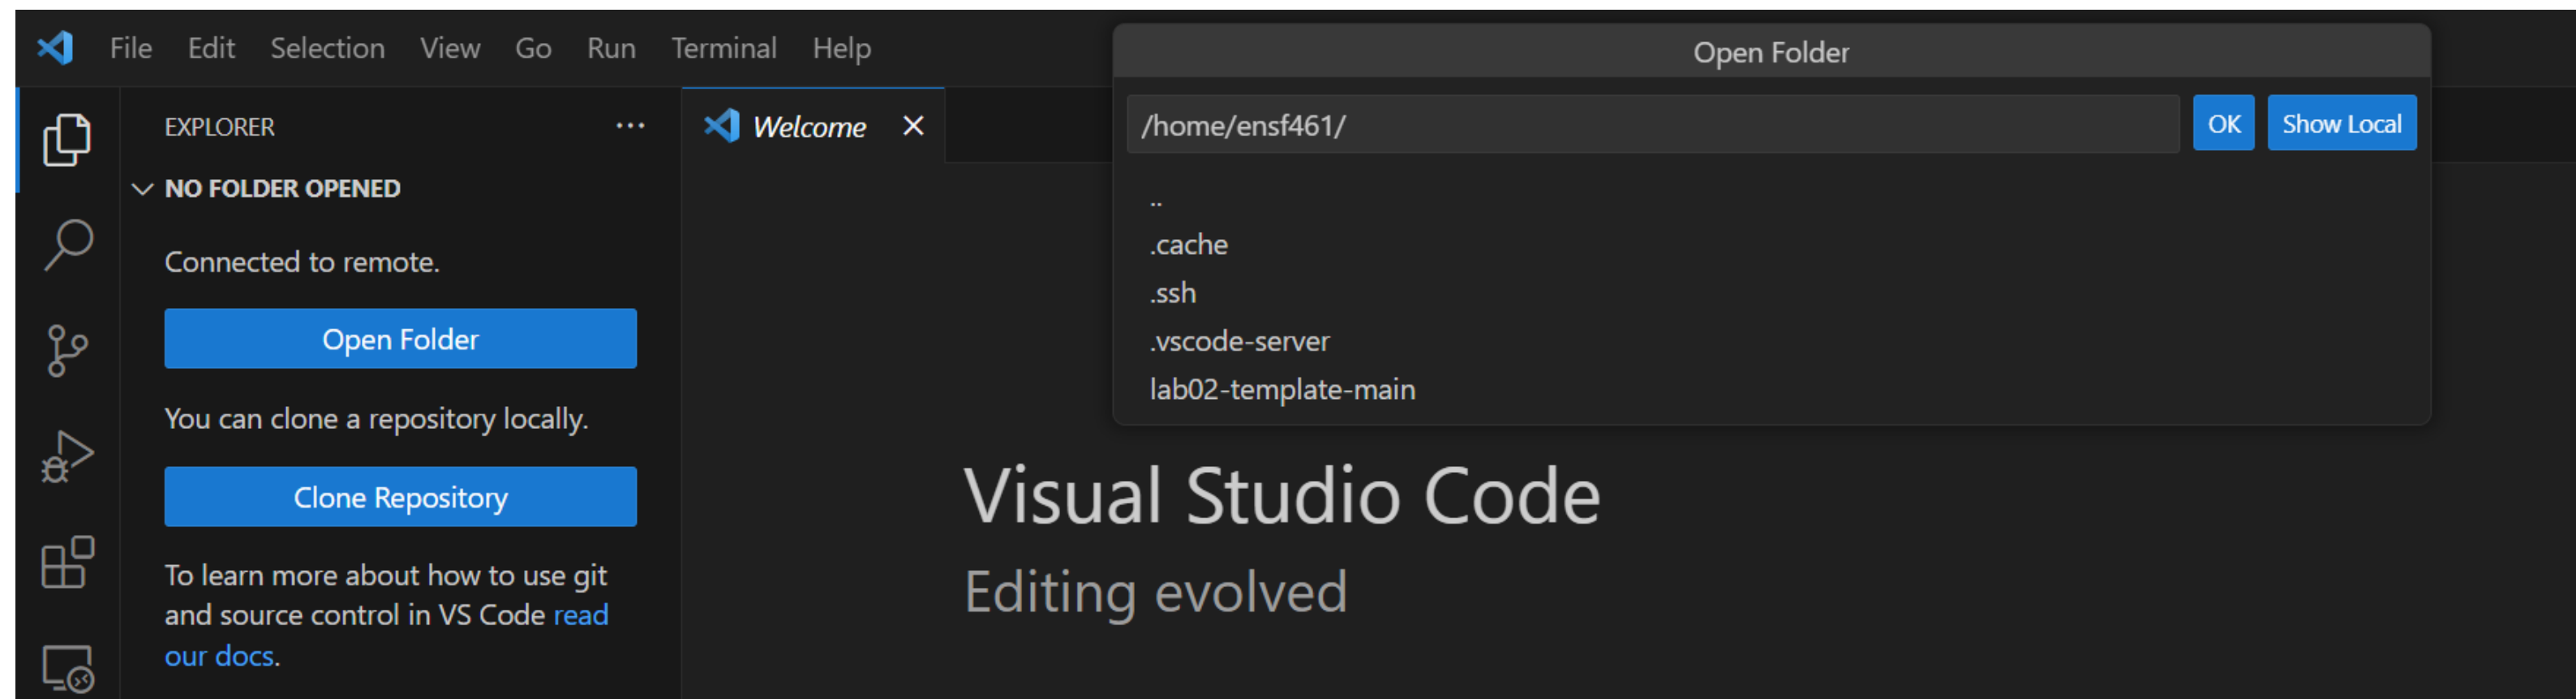 File Edit Selection View Go Run Terminal Help
EXPLORER ...
NO FOLDER OPENED
Connected to remote.
Open Folder
You can clone a repository locally.
Clone Repository
To learn more about how to use git
and source control in VS Code read
our docs.
Welcome
Open Folder
/home/ensf461/
OK
Show Local
..
.cache
.ssh
.vscode-server
lab02-template-main
Visual Studio Code
Editing evolved